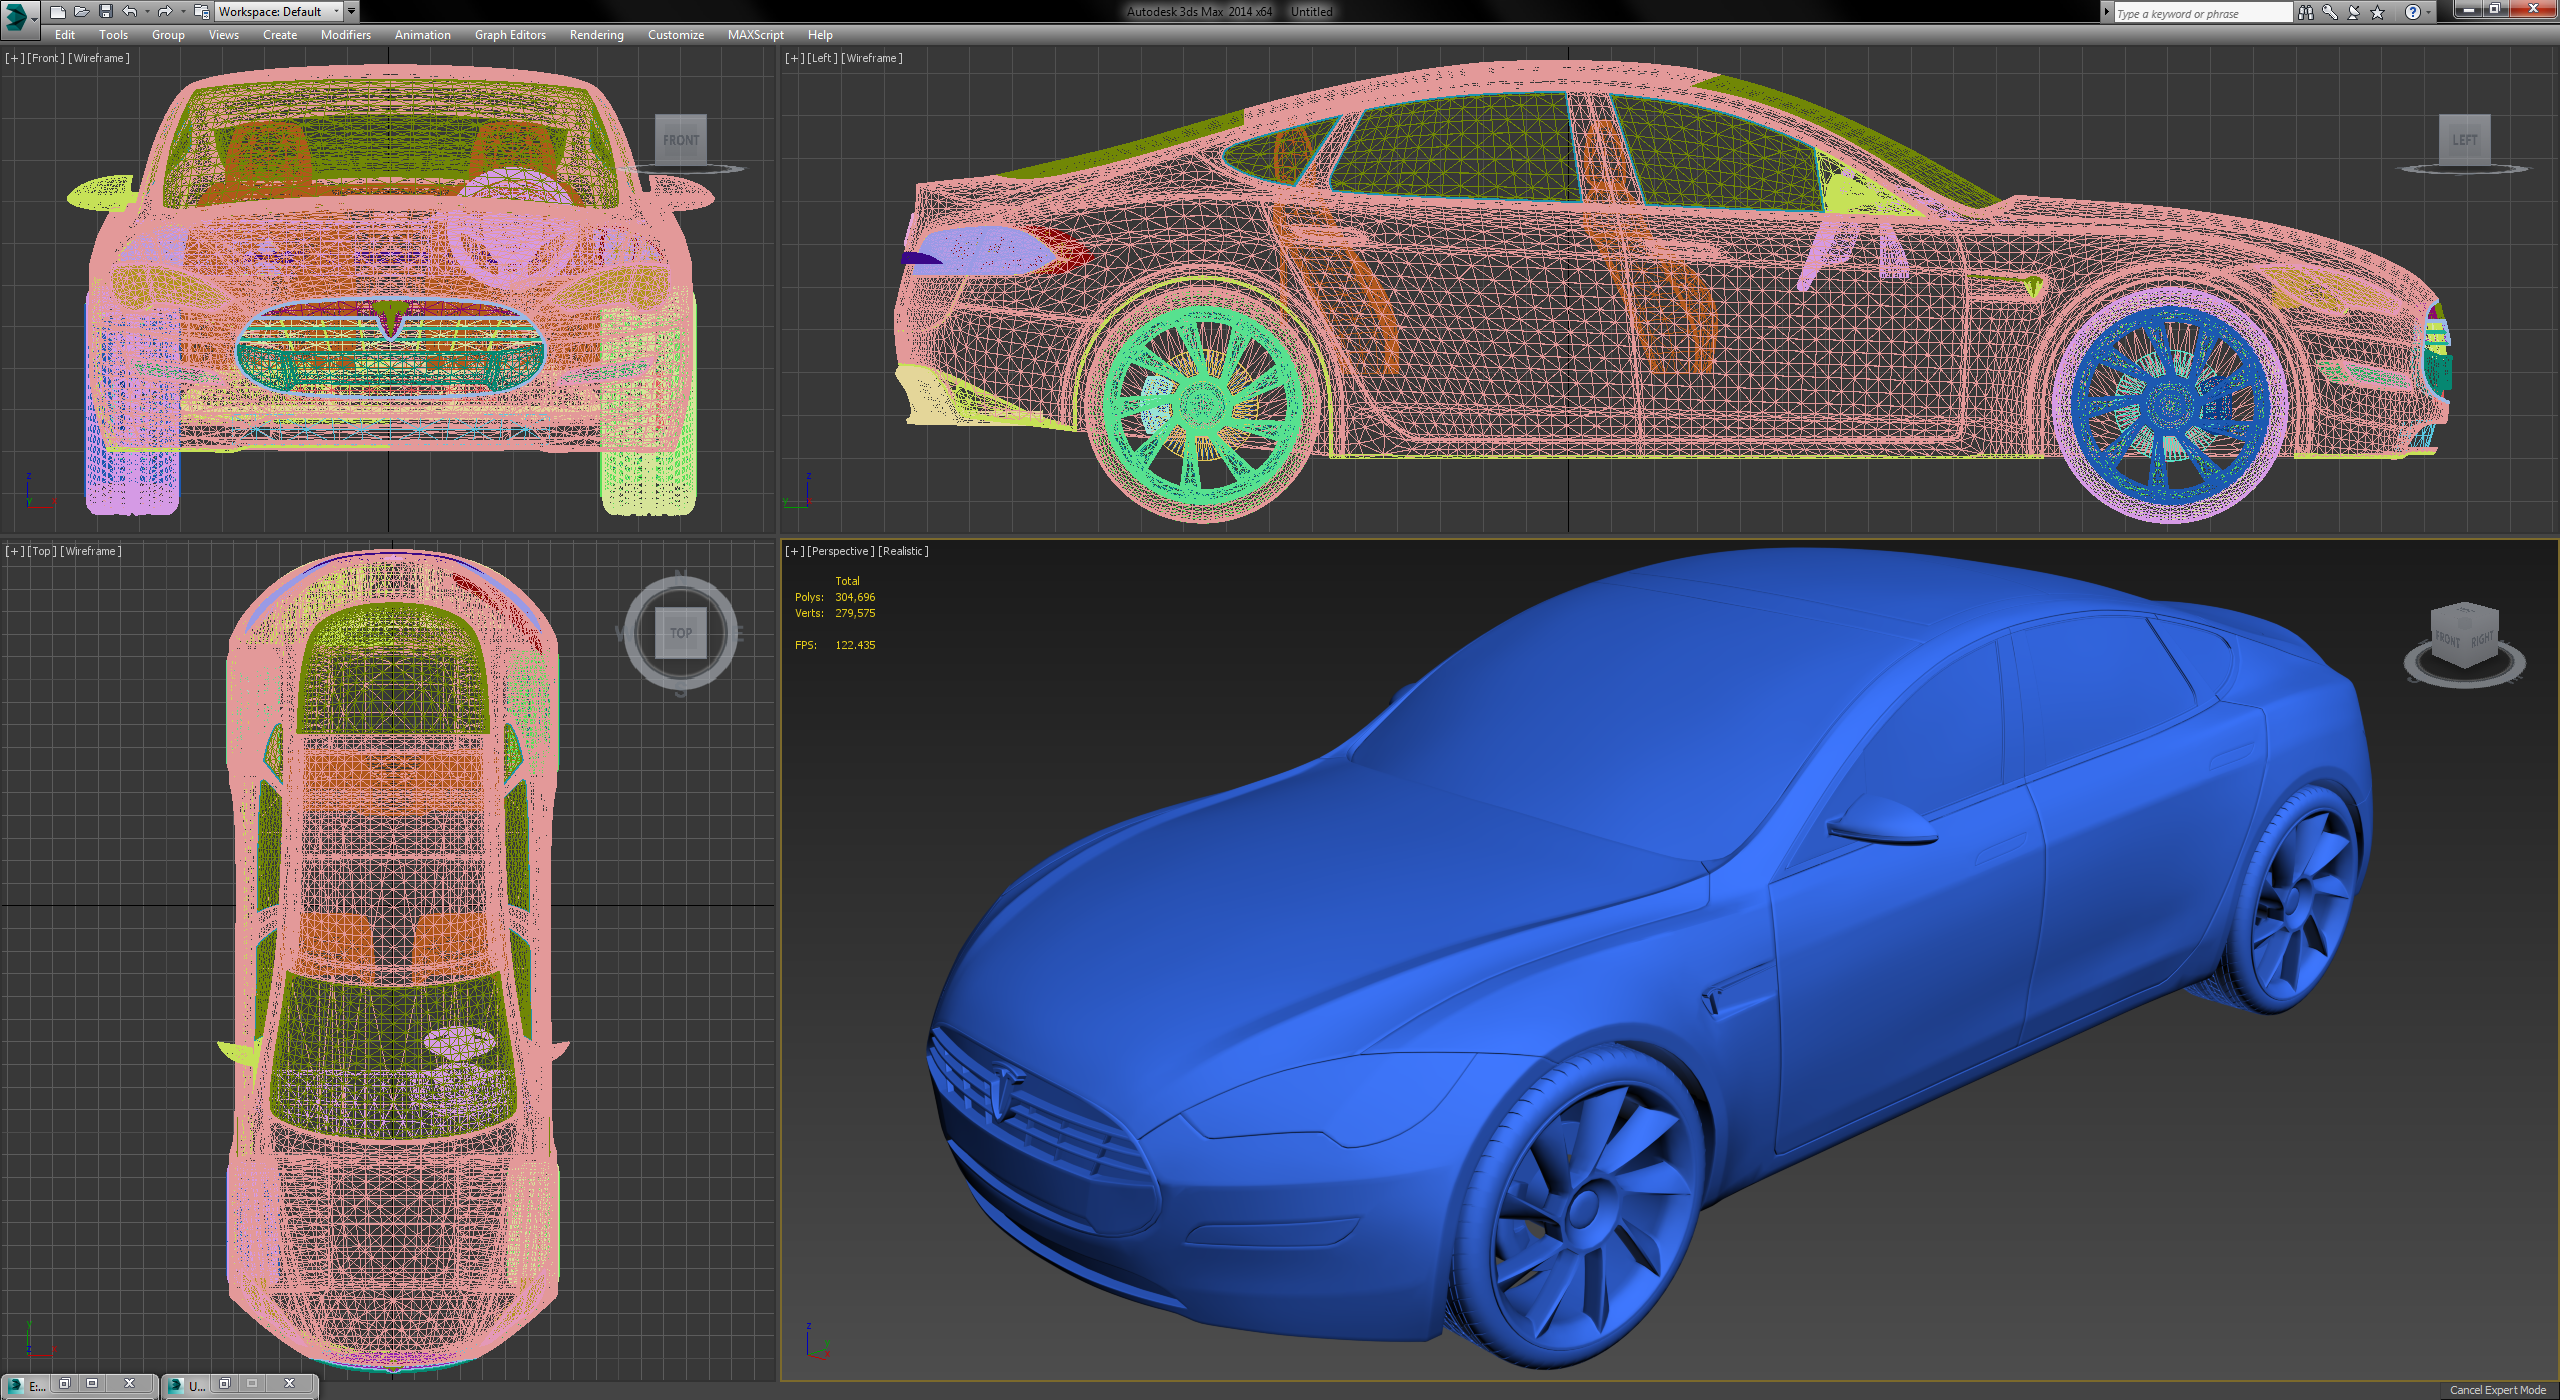 Workspace: Default
Autodesk 3ds Max 2014 x64 Untitled
Type a keyword or phrase
Edit Tools Group Views Create Modifiers Animation Graph Editors Rendering Customize MAXScript Help
[+] [Front] [Wireframe]
FRONT
[+] [Left] [Wireframe]
LEFT
z
y
z
y
[+] [Top] [Wireframe]
N
W TOP E
S
y
z
[+] [Perspective] [Realistic]
Total
Polys: 304,696
Verts: 279,575
FPS: 122.435
FRONT RIGHT
z
E:...
U...
Cancel Expert Mode